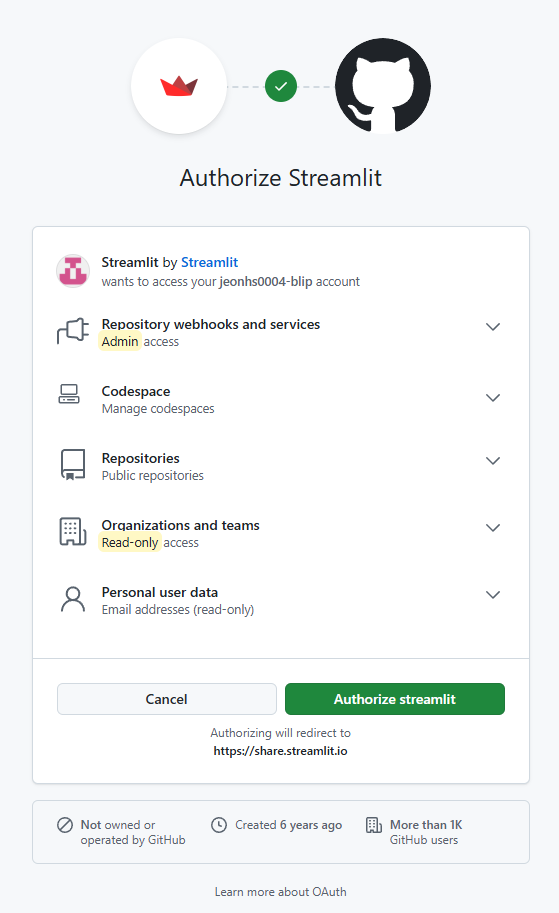 Authorize Streamlit
Streamlit by Streamlit
wants to access your jeonhs0004-blip account
Repository webhooks and services
Admin access
Codespace
Manage codespaces
Repositories
Public repositories
Organizations and teams
Read-only access
Personal user data
Email addresses (read-only)
Cancel
Authorize streamlit
Authorizing will redirect to
https://share.streamlit.io
Not owned or
operated by GitHub
Created 6 years ago
More than 1K
GitHub users
Learn more about OAuth